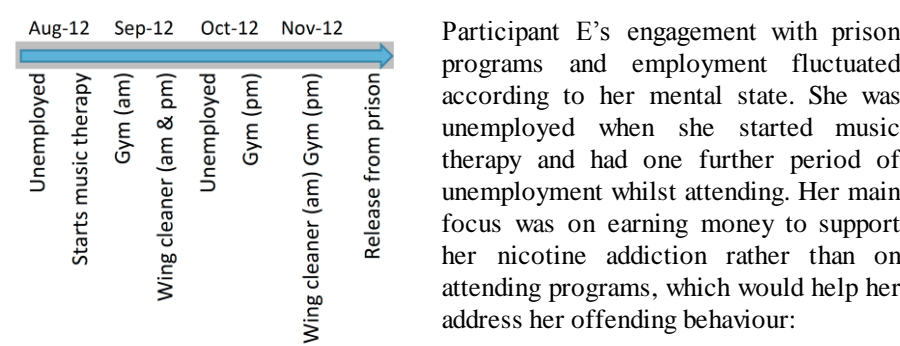 Aug-12 Sep-12 Oct-12 Nov-12
Unemployed
Starts music therapy
Gym (am)
Wing cleaner (am & pm)
Unemployed
Gym (pm)
Wing cleaner (am) Gym (pm)
Release from prison
Participant E’s engagement with prison
programs and employment fluctuated
according to her mental state. She was
unemployed when she started music
therapy and had one further period of
unemployment whilst attending. Her main
focus was on earning money to support
her nicotine addiction rather than on
attending programs, which would help her
address her offending behaviour: